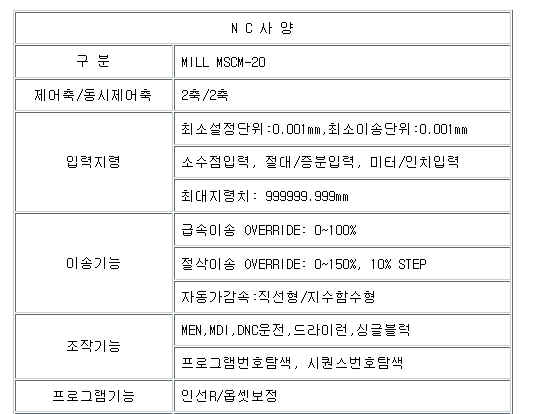 N C 사 양
구 분
MILL MSCM-20
제어축/동시제어축
2축/2축
입력지령
최소설정단위:0.001mm,최소이송단위:0.001mm
소수점입력, 절대/증분입력, 미터/인치입력
최대지령치: 999999.999mm
이송기능
급속이송 OVERRIDE: 0~100%
절삭이송 OVERRIDE: 0~150%, 10% STEP
자동가감속:직선형/지수함수형
조작기능
MEN,MDI,DNC운전,드라이런,싱글블럭
프로그램번호탐색, 시퀀스번호탐색
프로그램기능
인선R/옵셋보정